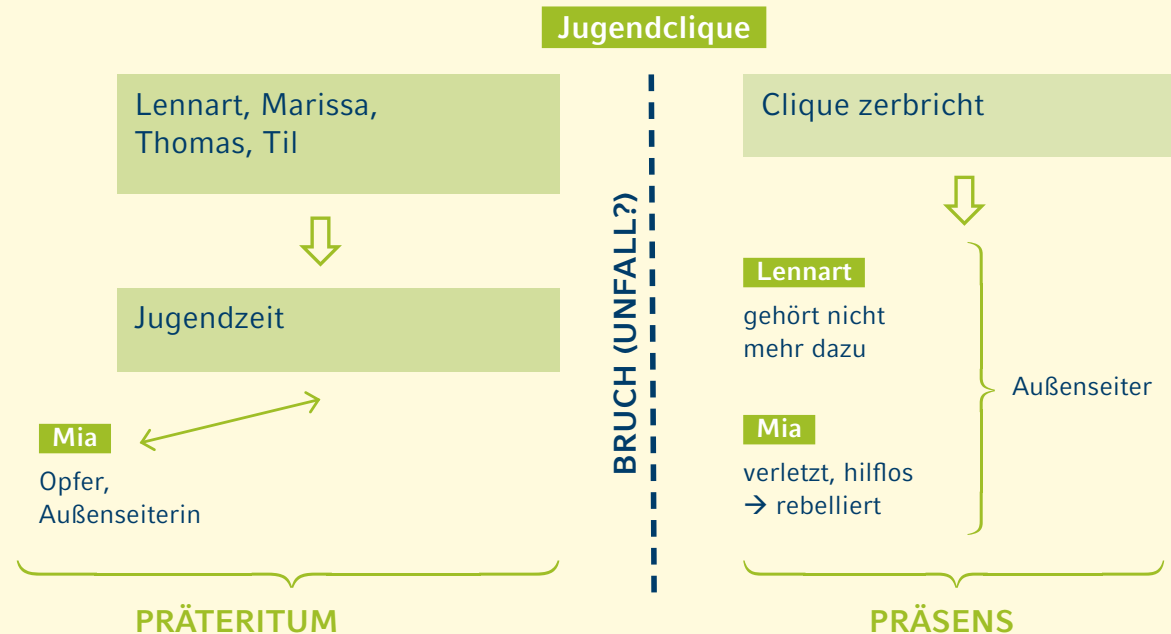 Jugendclique
Lennart, Marissa,
Thomas, Til
Jugendzeit
Mia
Opfer,
Außenseiterin
PRÄTERITUM
BRUCH (UNFALL?)
Clique zerbricht
Lennart
gehört nicht
mehr dazu
Mia
verletzt, hilflos
→ rebelliert
Außenseiter
PRÄSENS